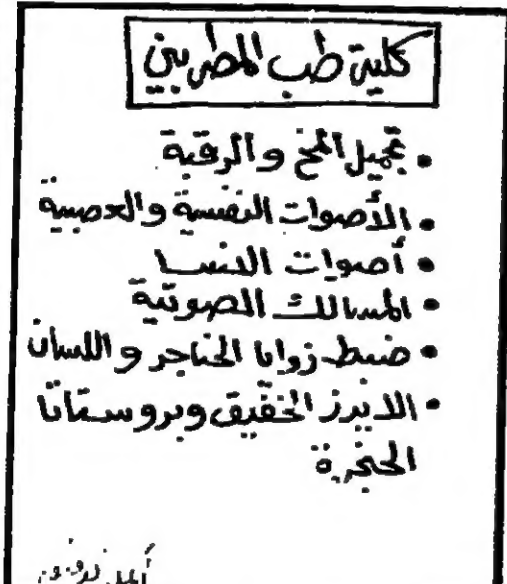 كلية طب المطربين
• تجميل المخ والرقبة
• الأصوات النفسية والعصبية
• أصوات النسا
• المسالك الصوتية
• ضبط زوايا الحناجر واللسان
• الايدز الخفيف وبروستاتا
الحنجرة